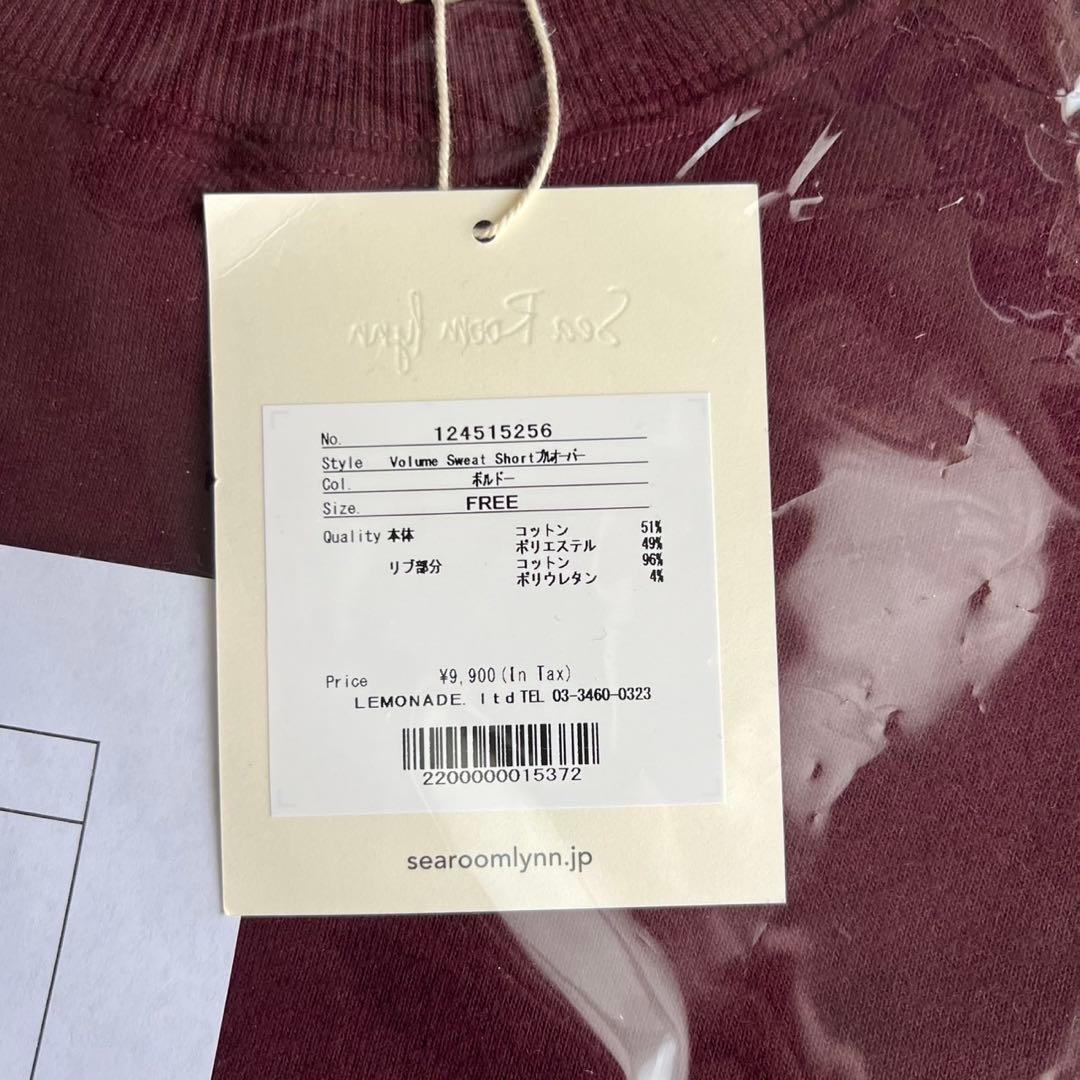 Sea Room lynn
No. 124515256
Style Volume Sweat Shortプルオーバー
Col. ボルドー
Size. FREE
Quality 本体 コットン 51%
ポリエステル 49%
リブ部分 コットン 96%
ポリウレタン 4%
Price ¥9,900(In Tax)
LEMONADE. ltd TEL 03-3460-0323
2200000015372
searoomlynn.jp